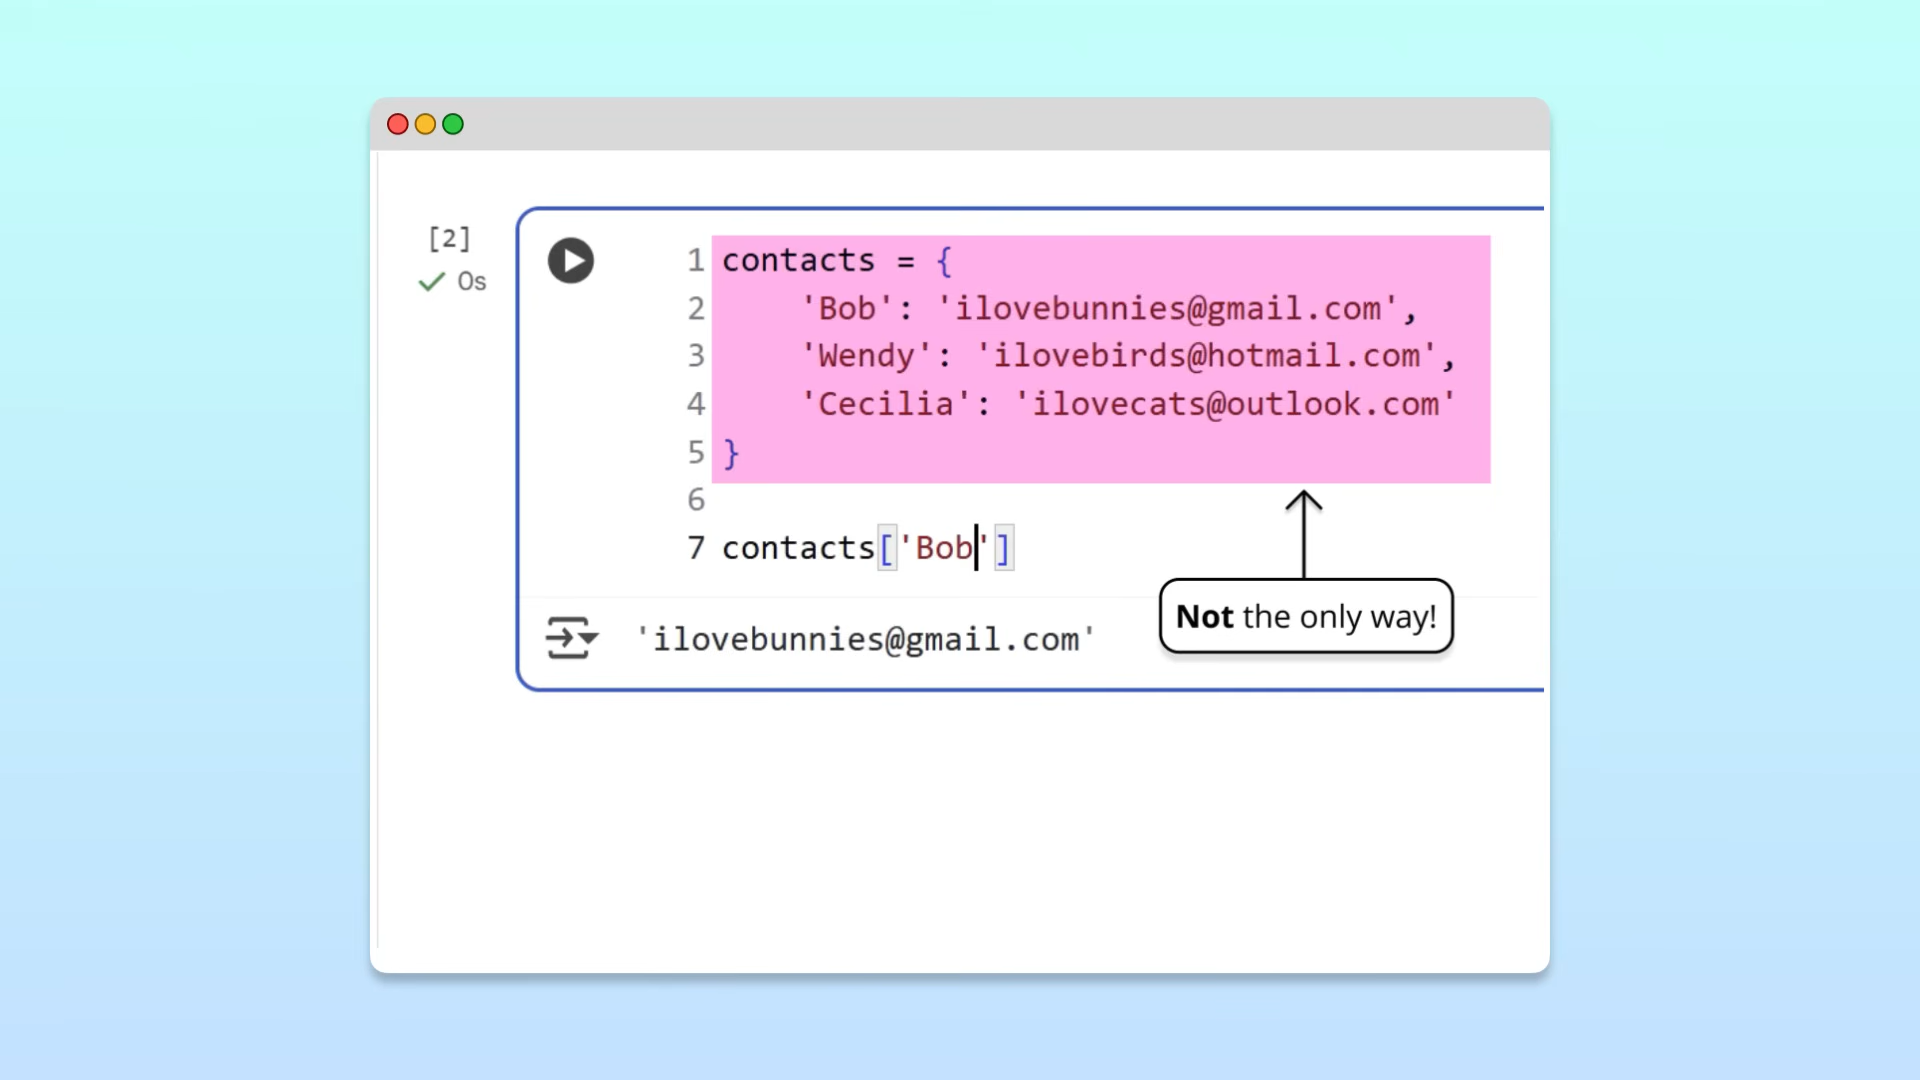 [2]
0s
1 contacts = {
2     'Bob': 'ilovebunnies@gmail.com',
3     'Wendy': 'ilovebirds@hotmail.com',
4     'Cecilia': 'ilovecats@outlook.com'
5 }
6
7 contacts['Bob']
'ilovebunnies@gmail.com'
Not the only way!